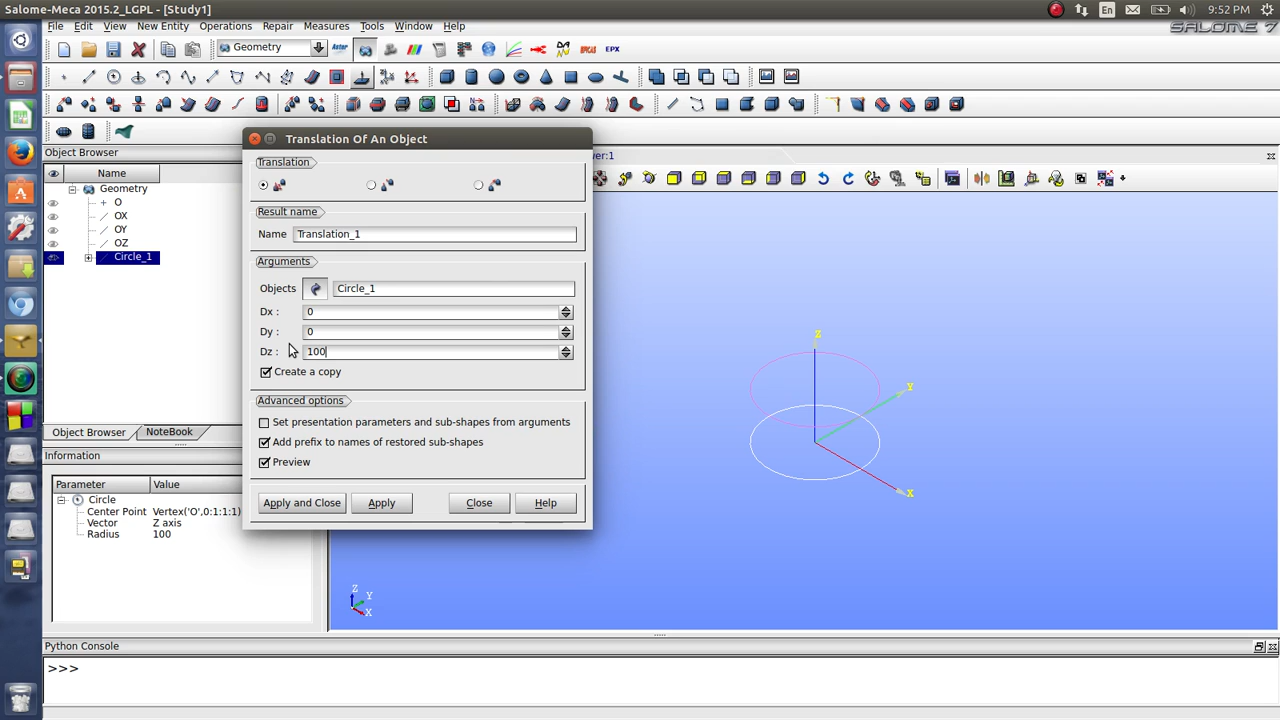 Salome-Meca 2015.2_LGPL - [Study1]
En
9:52 PM
File Edit View New Entity Operations Repair Measures Tools Window Help
SALOME 7
Geometry
Aster
EFICAS
EPX
Object Browser
Name
Geometry
O
OX
OY
OZ
Circle_1
Object Browser
NoteBook
Information
Parameter Value
Circle
Center Point Vertex('O',0:1:1:1)
Vector Z axis
Radius 100
Translation Of An Object
Translation
Result name
Name Translation_1
Arguments
Objects Circle_1
Dx : 0
Dy : 0
Dz : 100
Create a copy
Advanced options
Set presentation parameters and sub-shapes from arguments
Add prefix to names of restored sub-shapes
Preview
Apply and Close
Apply
Close
Help
wer:1
Z
Y
X
Z
Y
X
Python Console
>>>